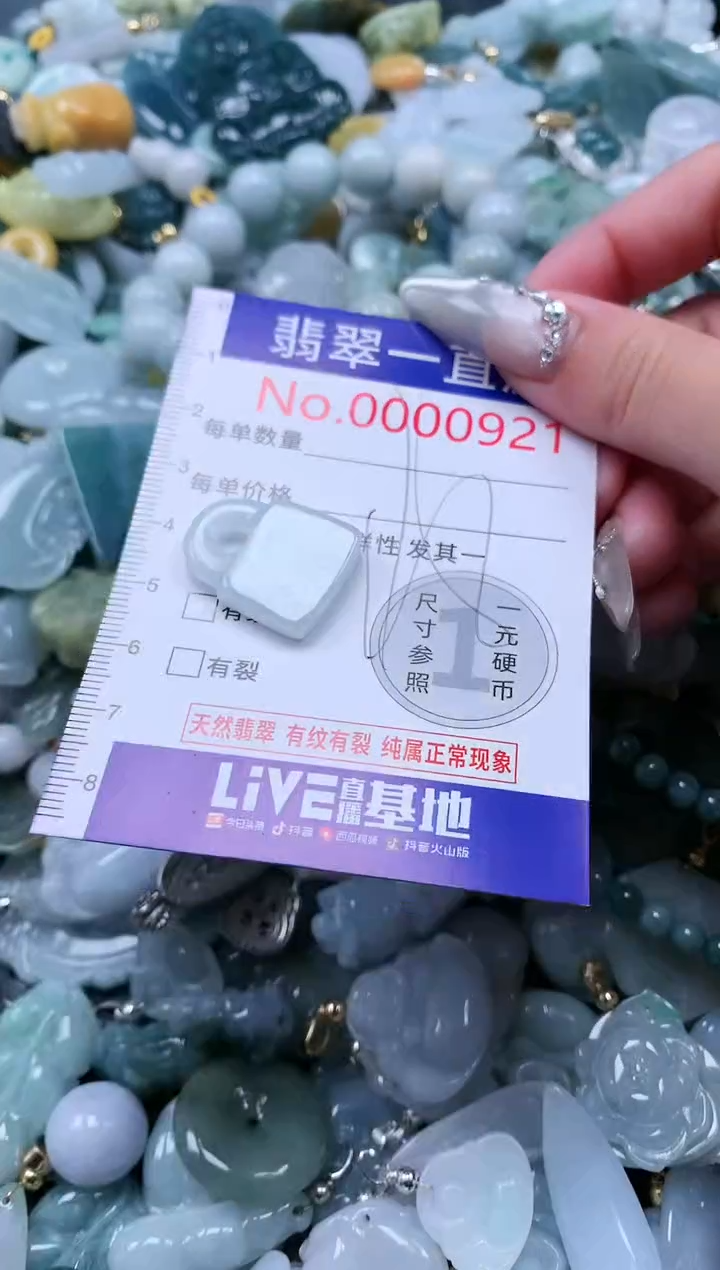 翡翠一直
No.0000921
每单数量
每单价格
性 发其一
1
2
3
4
5
6
7
8
尺寸参照
1
一元硬币
有
有裂
天然翡翠 有纹有裂 纯属正常现象
LiVE直播基地
今日头条 抖音 西瓜视频 抖音火山版